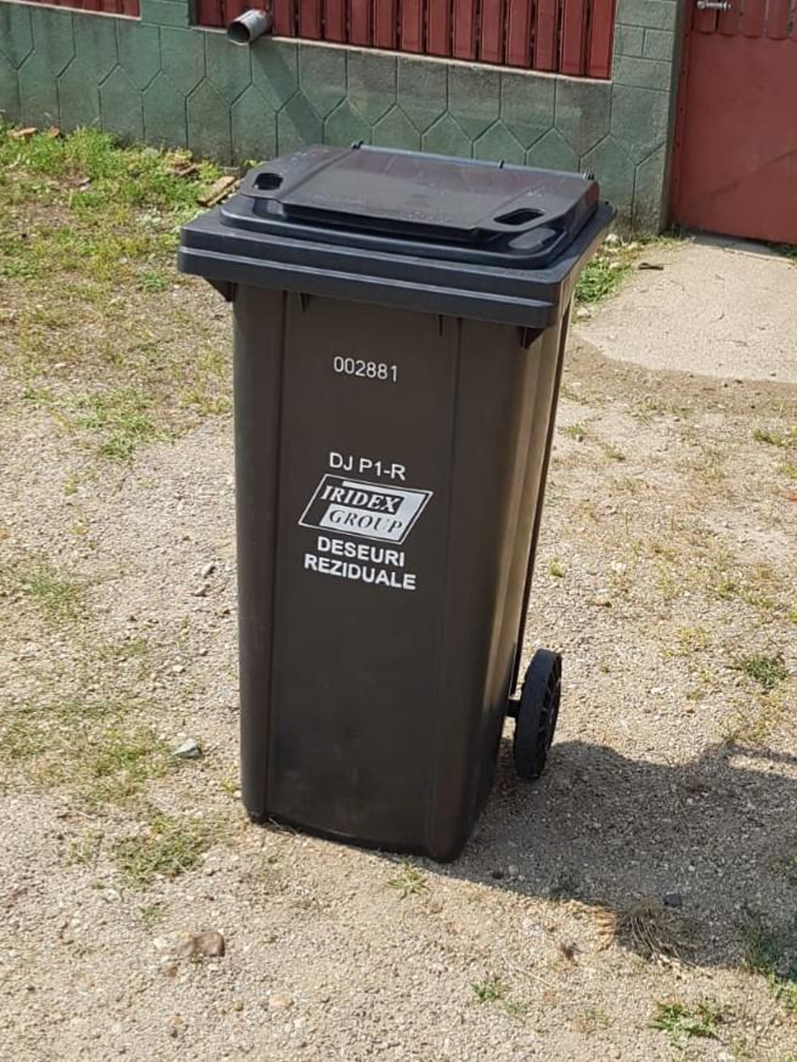 002881
DJ P1-R
IRIDEX
GROUP
DESEURI
REZIDUALE